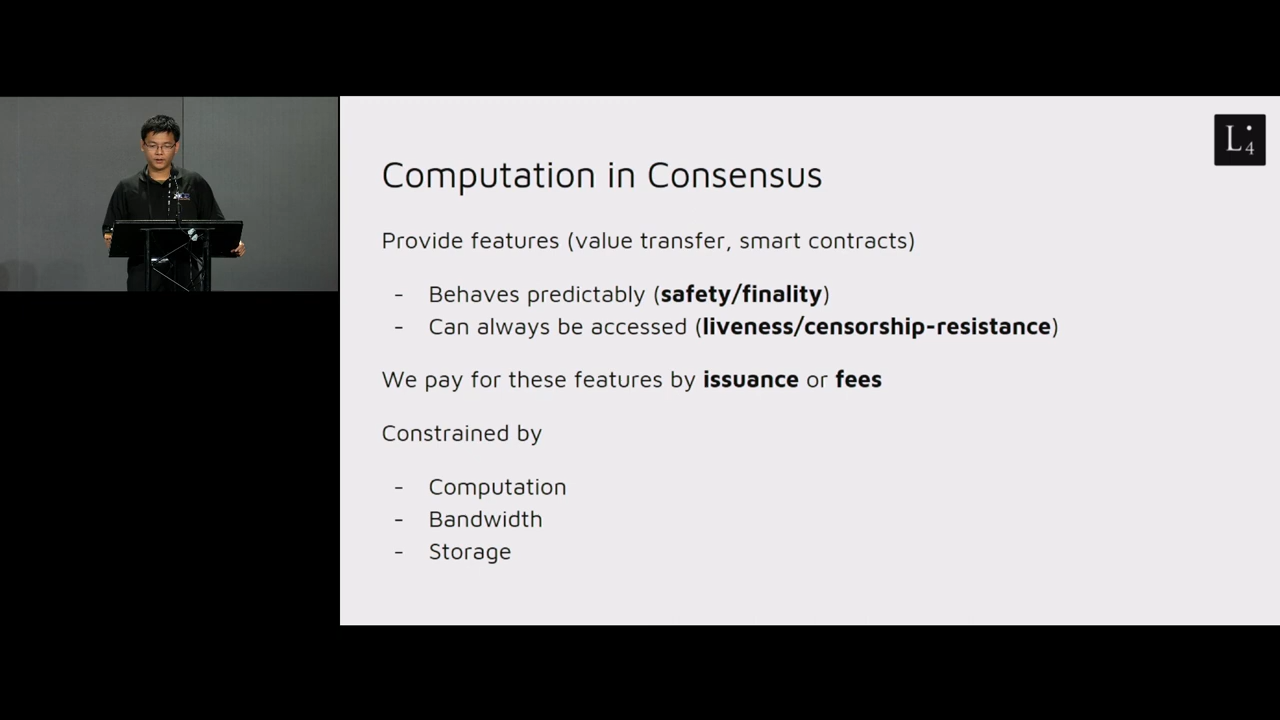 L4
Computation in Consensus
Provide features (value transfer, smart contracts)
- Behaves predictably (safety/finality)
- Can always be accessed (liveness/censorship-resistance)
We pay for these features by issuance or fees
Constrained by
- Computation
- Bandwidth
- Storage